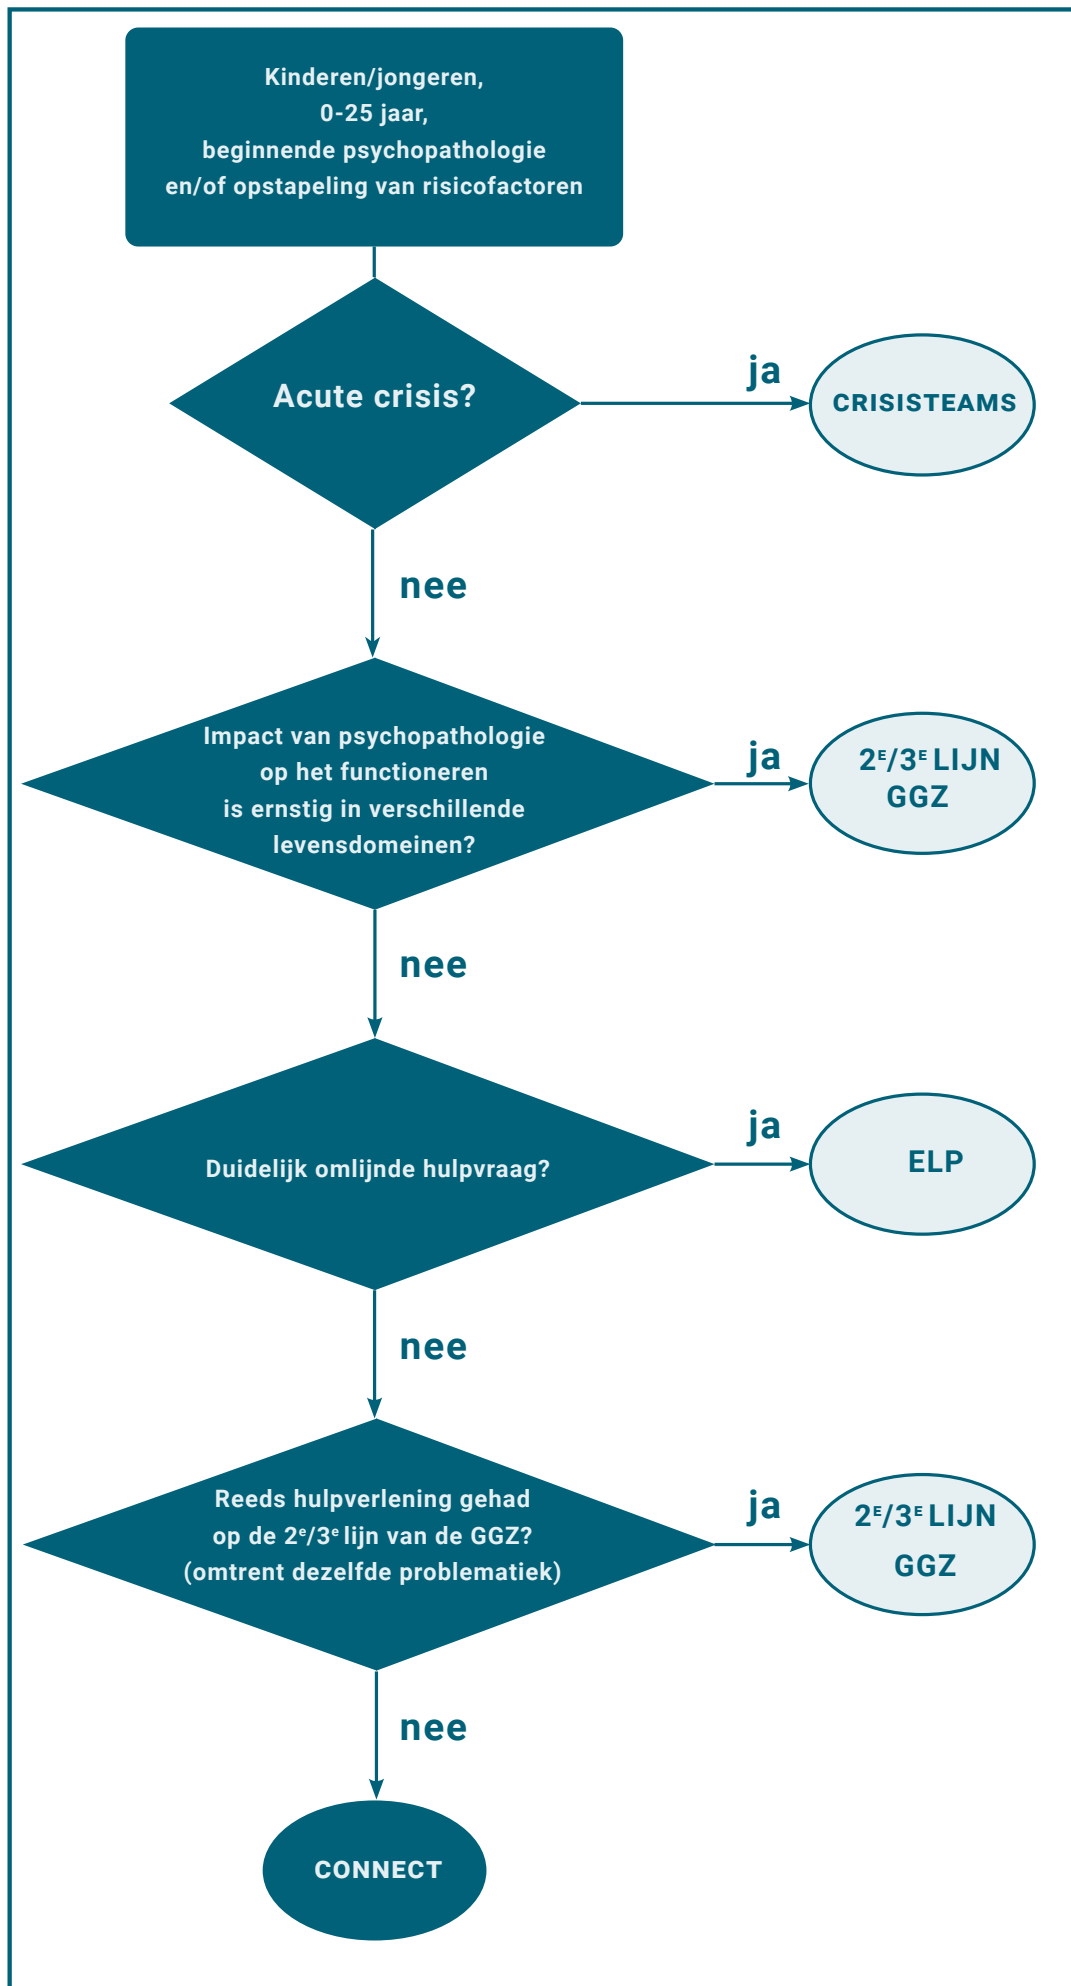 Kinderen/jongeren,
0-25 jaar,
beginnende psychopathologie
en/of opstapeling van risicofactoren
Acute crisis?
ja
CRISISTEAMS
nee
Impact van psychopathologie
op het functioneren
is ernstig in verschillende
levensdomeinen?
ja
2ᴱ/3ᴱ LIJN
GGZ
nee
Duidelijk omlijnde hulpvraag?
ja
ELP
nee
Reeds hulpverlening gehad
op de 2ᵉ/3ᵉ lijn van de GGZ?
(omtrent dezelfde problematiek)
ja
2ᴱ/3ᴱ LIJN
GGZ
nee
CONNECT